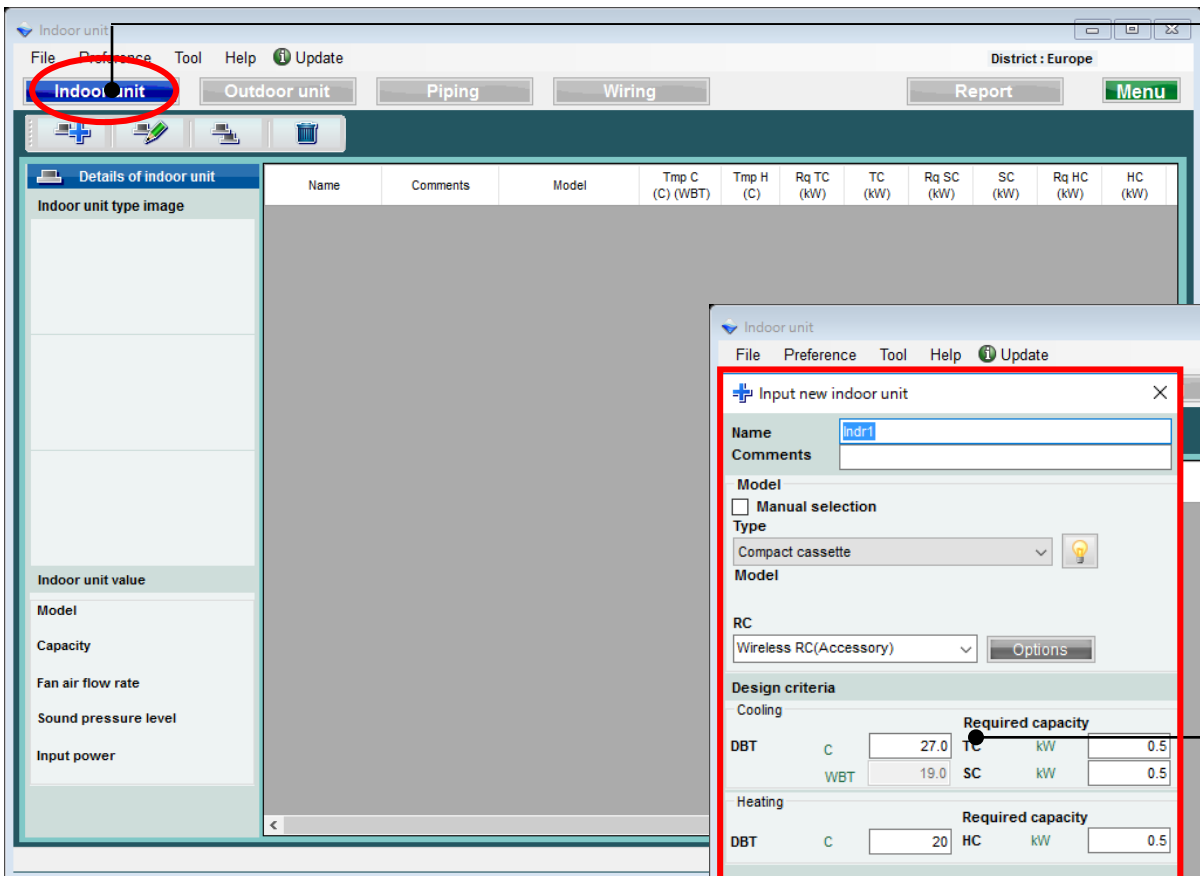 Indoor unit
File Preference Tool Help Update
District : Europe
Indoor unit Outdoor unit Piping Wiring Report Menu
Details of indoor unit
Indoor unit type image
Name Comments Model Tmp C Tmp H Rq TC TC Rq SC SC Rq HC HC
(C) (WBT) (C) (kW) (kW) (kW) (kW) (kW) (kW)
Indoor unit value
Model
Capacity
Fan air flow rate
Sound pressure level
Input power
Indoor unit
File Preference Tool Help Update
Input new indoor unit
Name Indr1
Comments
Model
Manual selection
Type
Compact cassette
Model
RC
Wireless RC(Accessory) Options
Design criteria
Cooling
Required capacity
DBT C 27.0 TC kW 0.5
WBT 19.0 SC kW 0.5
Heating
Required capacity
DBT C 20 HC kW 0.5